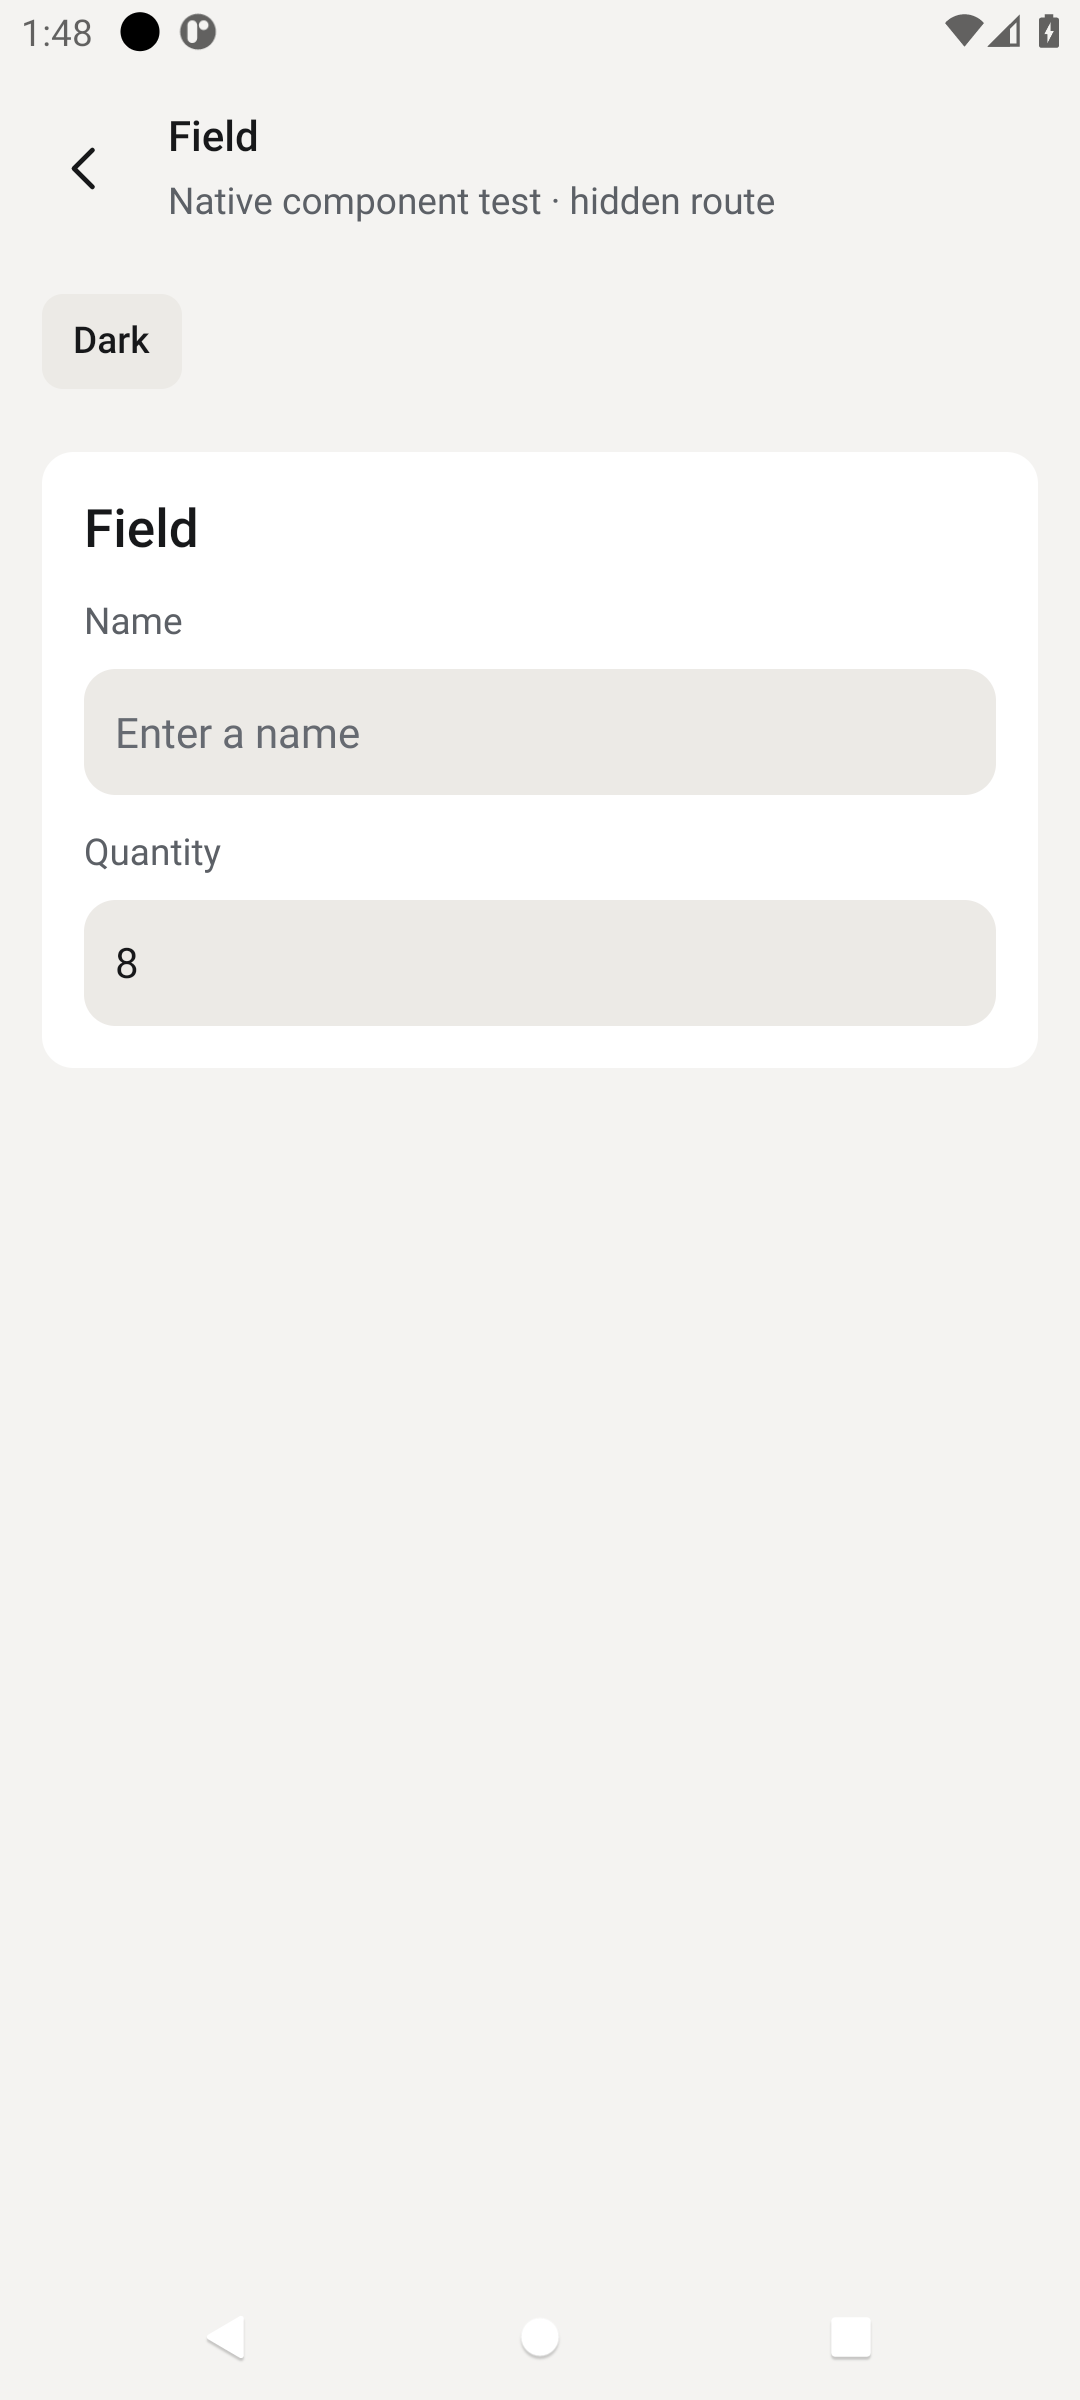 1:48
Field
Native component test · hidden route
Dark
Field
Name
Enter a name
Quantity
8